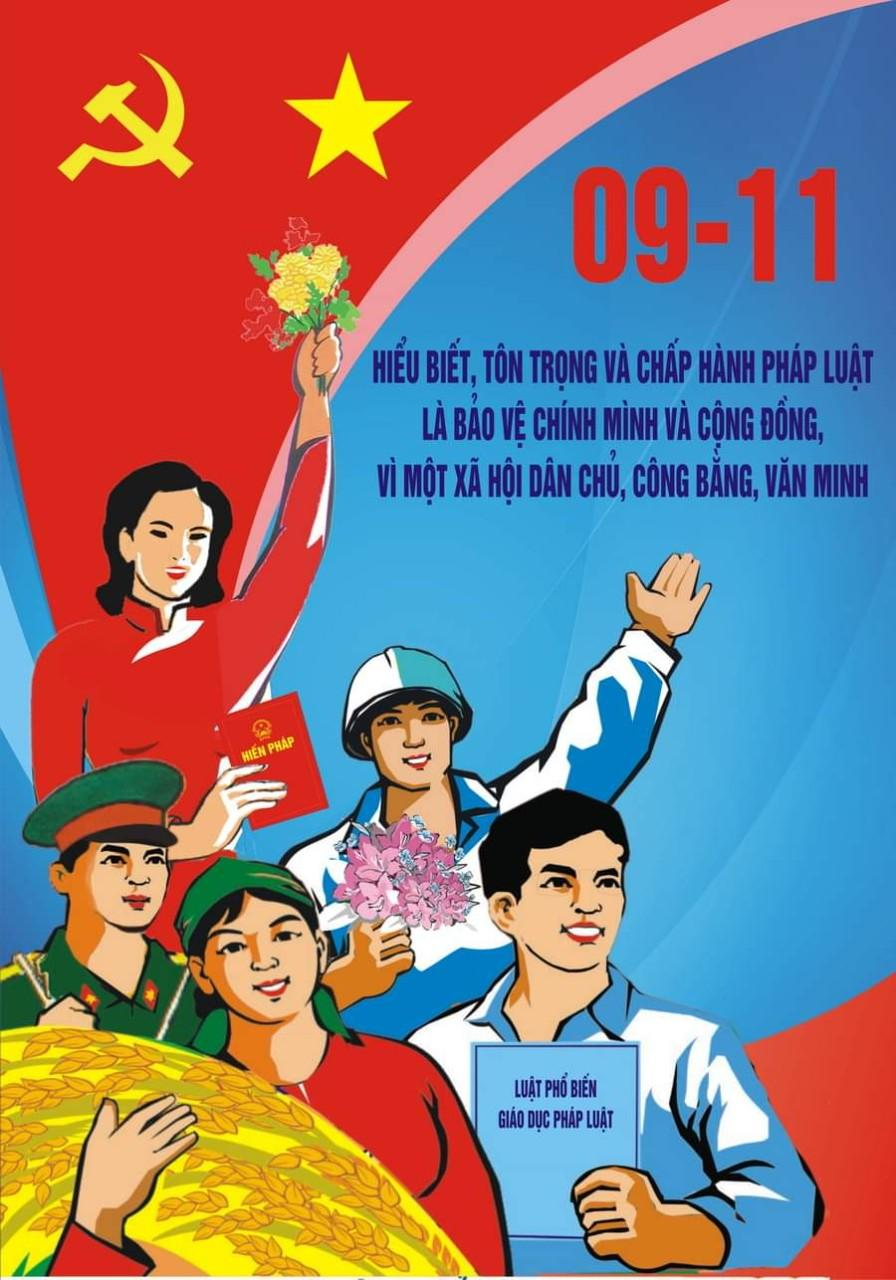 09-11
HIỂU BIẾT, TÔN TRỌNG VÀ CHẤP HÀNH PHÁP LUẬT
LÀ BẢO VỆ CHÍNH MÌNH VÀ CỘNG ĐỒNG,
VÌ MỘT XÃ HỘI DÂN CHỦ, CÔNG BẰNG, VĂN MINH
HIẾN PHÁP
LUẬT PHỔ BIẾN
GIÁO DỤC PHÁP LUẬT